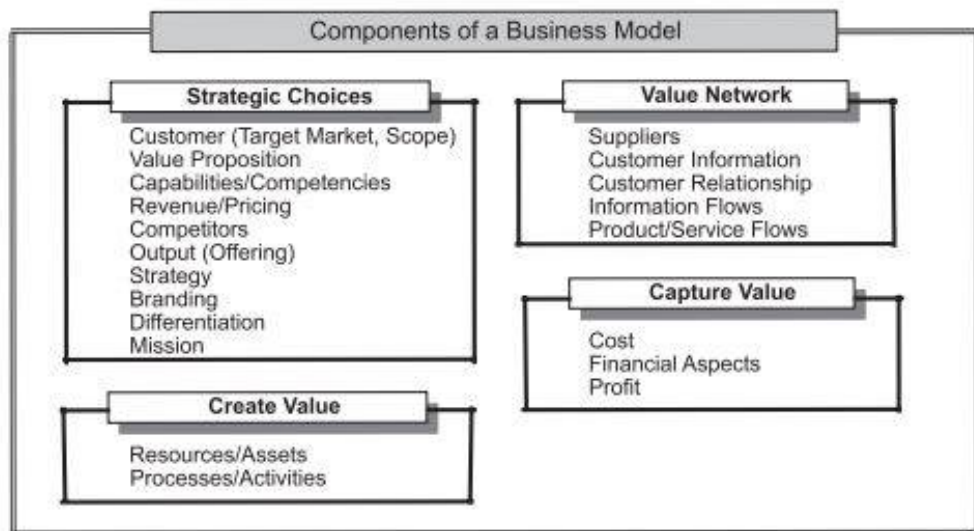 Components of a Business Model
Strategic Choices
Customer (Target Market, Scope)
Value Proposition
Capabilities/Competencies
Revenue/Pricing
Competitors
Output (Offering)
Strategy
Branding
Differentiation
Mission
Create Value
Resources/Assets
Processes/Activities
Value Network
Suppliers
Customer Information
Customer Relationship
Information Flows
Product/Service Flows
Capture Value
Cost
Financial Aspects
Profit